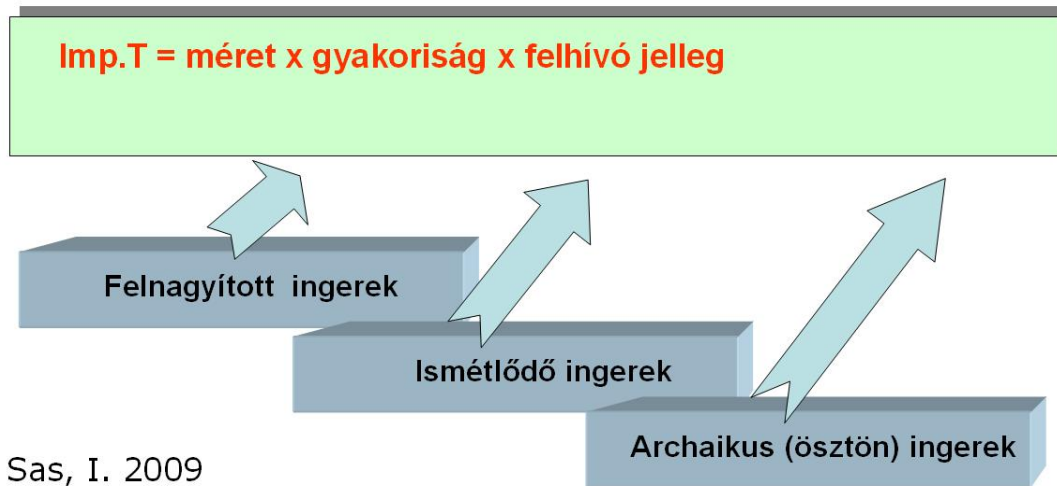 Imp.T = méret x gyakoriság x felhívó jelleg
Felnagyított ingerek
Ismétlődő ingerek
Archaikus (ösztön) ingerek
Sas, I. 2009